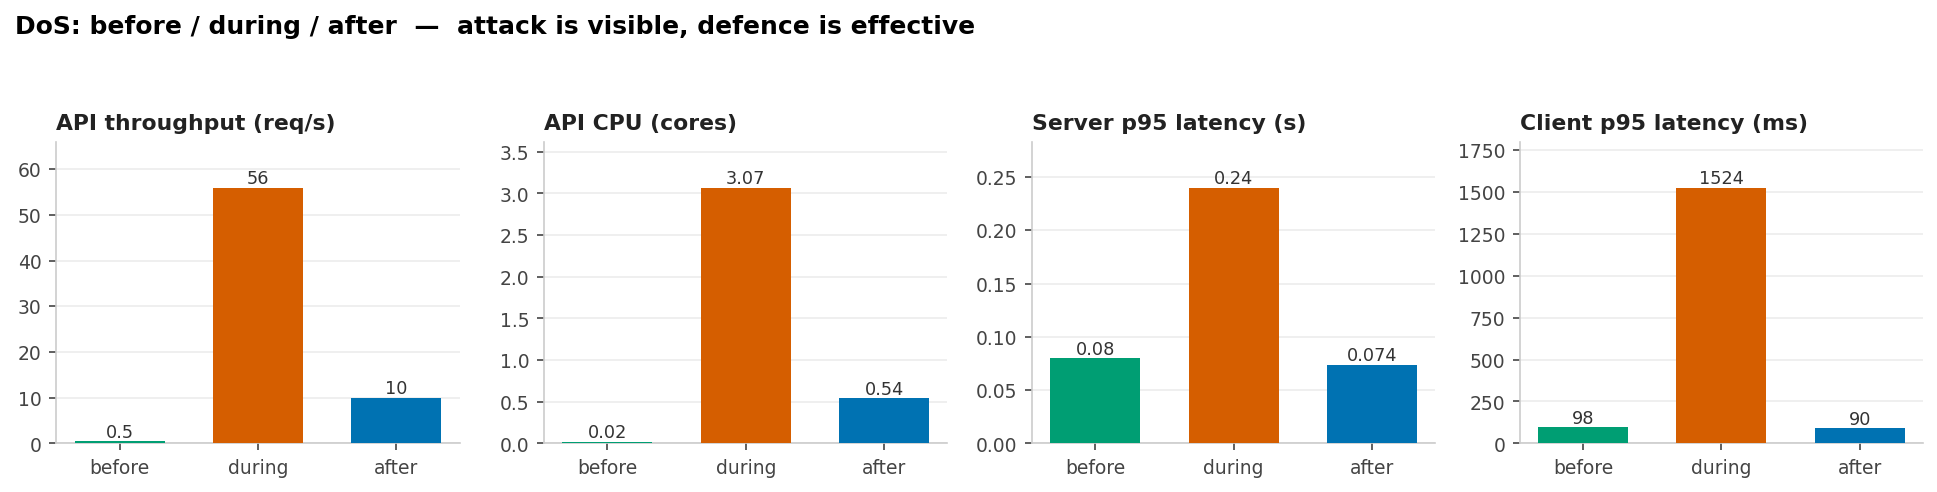 DoS: before / during / after — attack is visible, defence is effective
API throughput (req/s)
60
50
40
30
20
10
0
0.5
56
10
before
during
after
API CPU (cores)
3.5
3.0
2.5
2.0
1.5
1.0
0.5
0.0
0.02
3.07
0.54
before
during
after
Server p95 latency (s)
0.25
0.20
0.15
0.10
0.05
0.00
0.08
0.24
0.074
before
during
after
Client p95 latency (ms)
1750
1500
1250
1000
750
500
250
0
98
1524
90
before
during
after